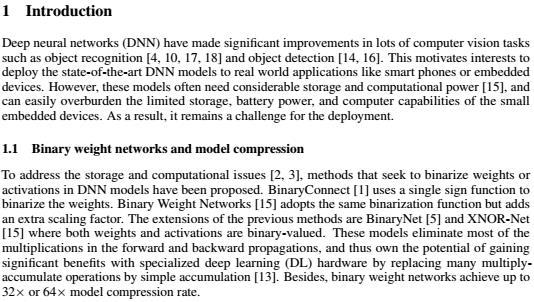 1 Introduction
Deep neural networks (DNN) have made significant improvements in lots of computer vision tasks
such as object recognition [4, 10, 17, 18] and object detection [14, 16]. This motivates interests to
deploy the state-of-the-art DNN models to real world applications like smart phones or embedded
devices. However, these models often need considerable storage and computational power [15], and
can easily overburden the limited storage, battery power, and computer capabilities of the small
embedded devices. As a result, it remains a challenge for the deployment.
1.1 Binary weight networks and model compression
To address the storage and computational issues [2, 3], methods that seek to binarize weights or
activations in DNN models have been proposed. BinaryConnect [1] uses a single sign function to
binarize the weights. Binary Weight Networks [15] adopts the same binarization function but adds
an extra scaling factor. The extensions of the previous methods are BinaryNet [5] and XNOR-Net
[15] where both weights and activations are binary-valued. These models eliminate most of the
multiplications in the forward and backward propagations, and thus own the potential of gaining
significant benefits with specialized deep learning (DL) hardware by replacing many multiply-
accumulate operations by simple accumulation [13]. Besides, binary weight networks achieve up to
32× or 64× model compression rate.